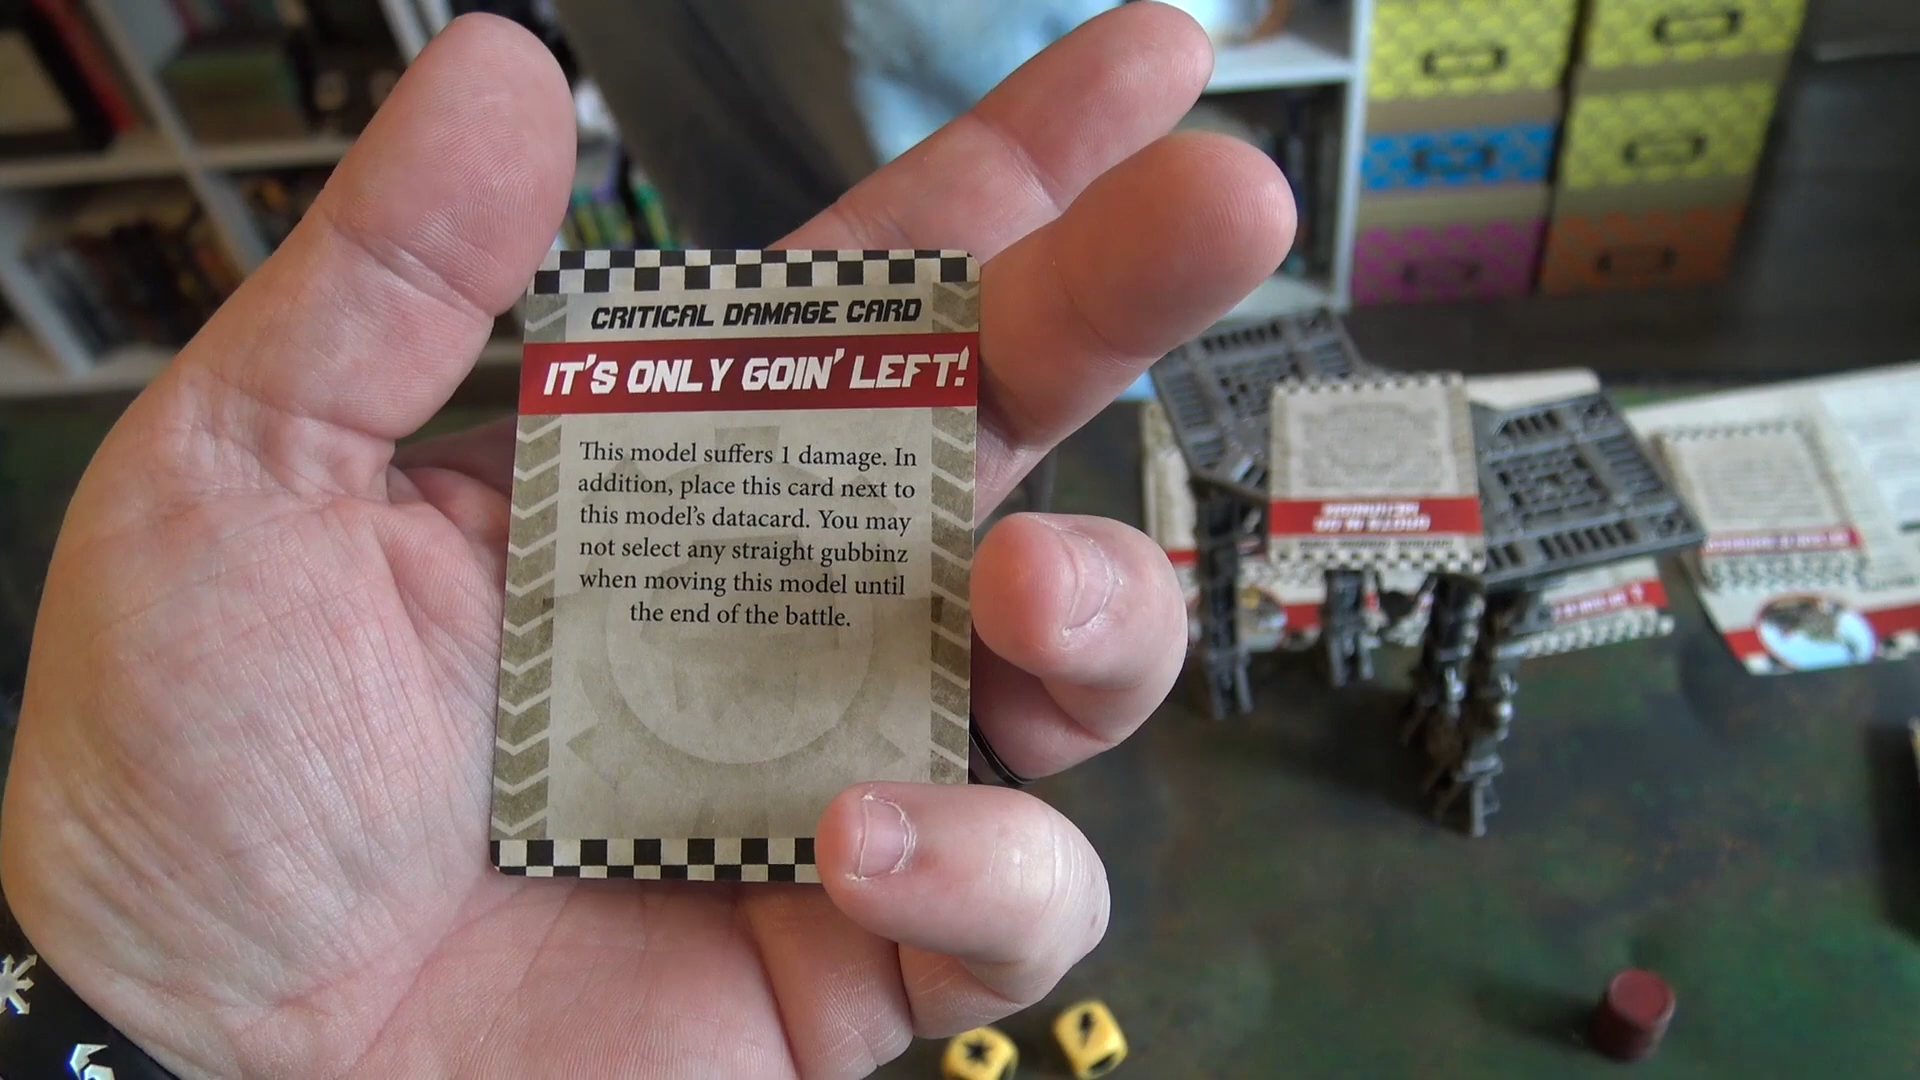 CRITICAL DAMAGE CARD
IT'S ONLY GOIN' LEFT!
This model suffers 1 damage. In
addition, place this card next to
this model's datacard. You may
not select any straight gubbinz
when moving this model until
the end of the battle.